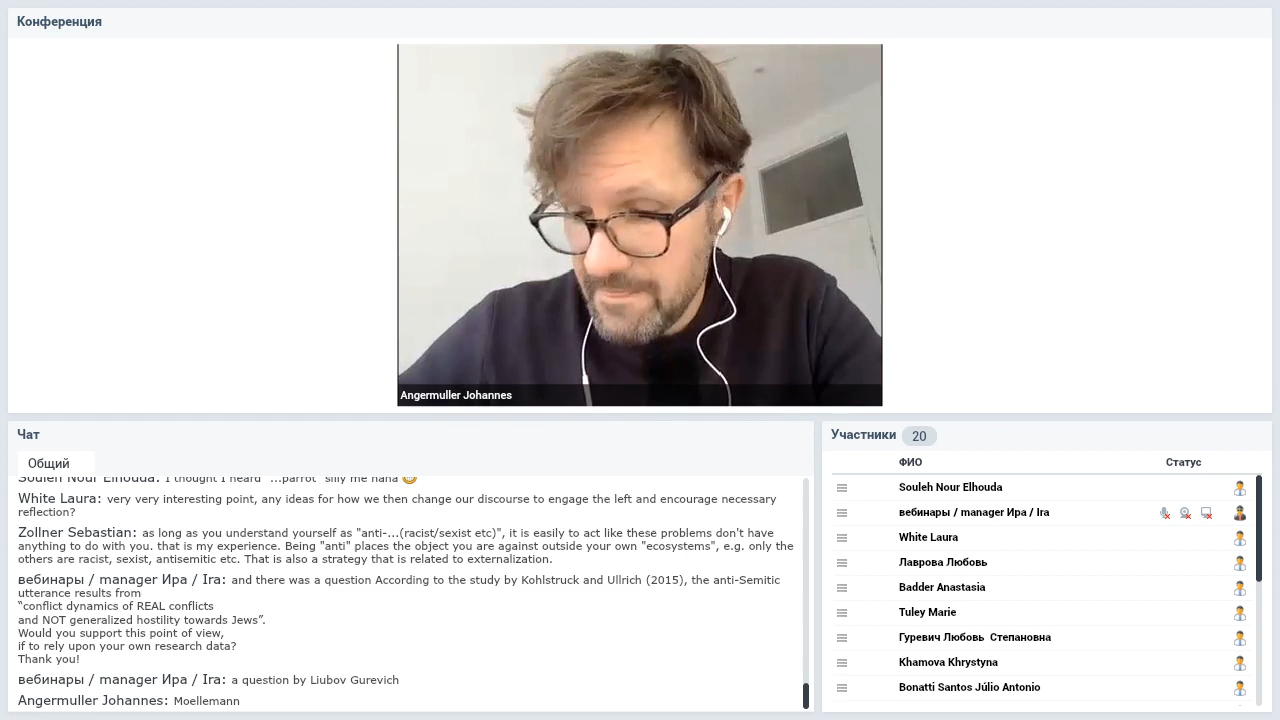 Конференция
Angermuller Johannes
Чат
Общий
Souleh Nour Elhouda: I thought I heard "...parrot" silly me haha
White Laura: very very interesting point, any ideas for how we then change our discourse to engage the left and encourage necessary
reflection?
Zollner Sebastian: as long as you understand yourself as "anti-...(racist/sexist etc)", it is easily to act like these problems don't have
anything to do with you. that is my experience. Being "anti" places the object you are against outside your own "ecosystems", e.g. only the
others are racist, sexist, antisemitic etc. That is also a strategy that is related to externalization.
вебинары / manager Ира / Ira: and there was a question According to the study by Kohlstruck and Ullrich (2015), the anti-Semitic
utterance results from
“conflict dynamics of REAL conflicts
and NOT generalized hostility towards Jews”.
Would you support this point of view,
if to rely upon your own research data?
Thank you!
вебинары / manager Ира / Ira: a question by Liubov Gurevich
Angermuller Johannes: Moellemann
Участники 20
ФИО Статус
Souleh Nour Elhouda
вебинары / manager Ира / Ira
White Laura
Лаврова Любовь
Badder Anastasia
Tuley Marie
Гуревич Любовь Степановна
Khamova Khrystyna
Bonatti Santos Júlio Antonio